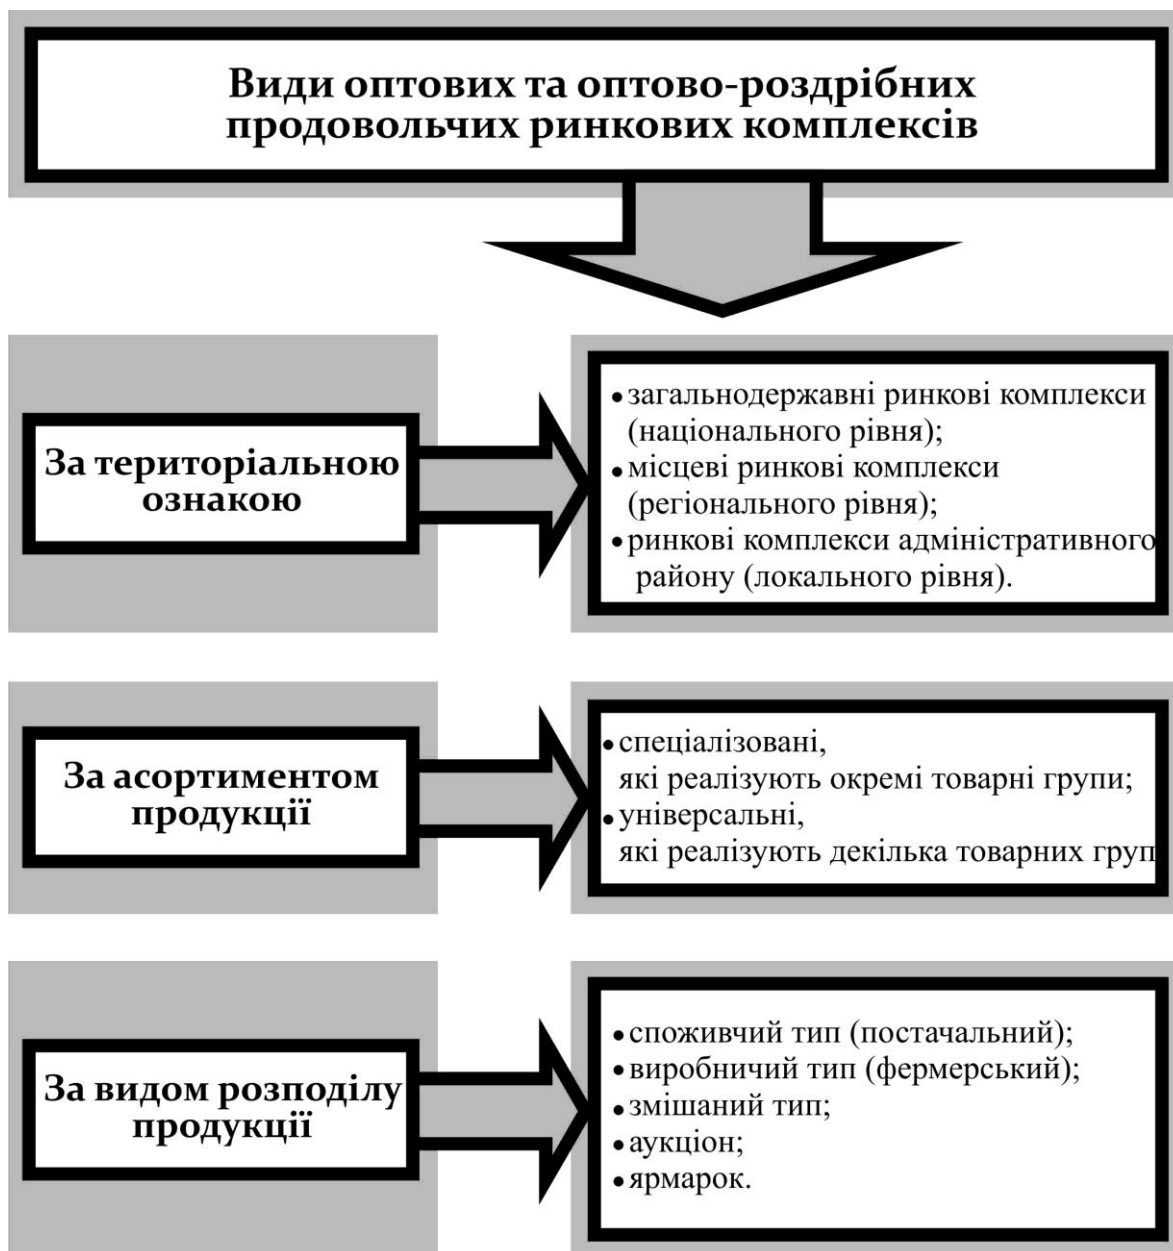 Види оптових та оптово-роздрібних
продовольчих ринкових комплексів
За територіальною
ознакою
•загальнодержавні ринкові комплекси
(національного рівня);
•місцеві ринкові комплекси
(регіонального рівня);
•ринкові комплекси адміністративного
району (локального рівня).
За асортиментом
продукції
•спеціалізовані,
які реалізують окремі товарні групи;
•універсальні,
які реалізують декілька товарних груп
За видом розподілу
продукції
•споживчий тип (постачальний);
•виробничий тип (фермерський);
•змішаний тип;
•аукціон;
•ярмарок.